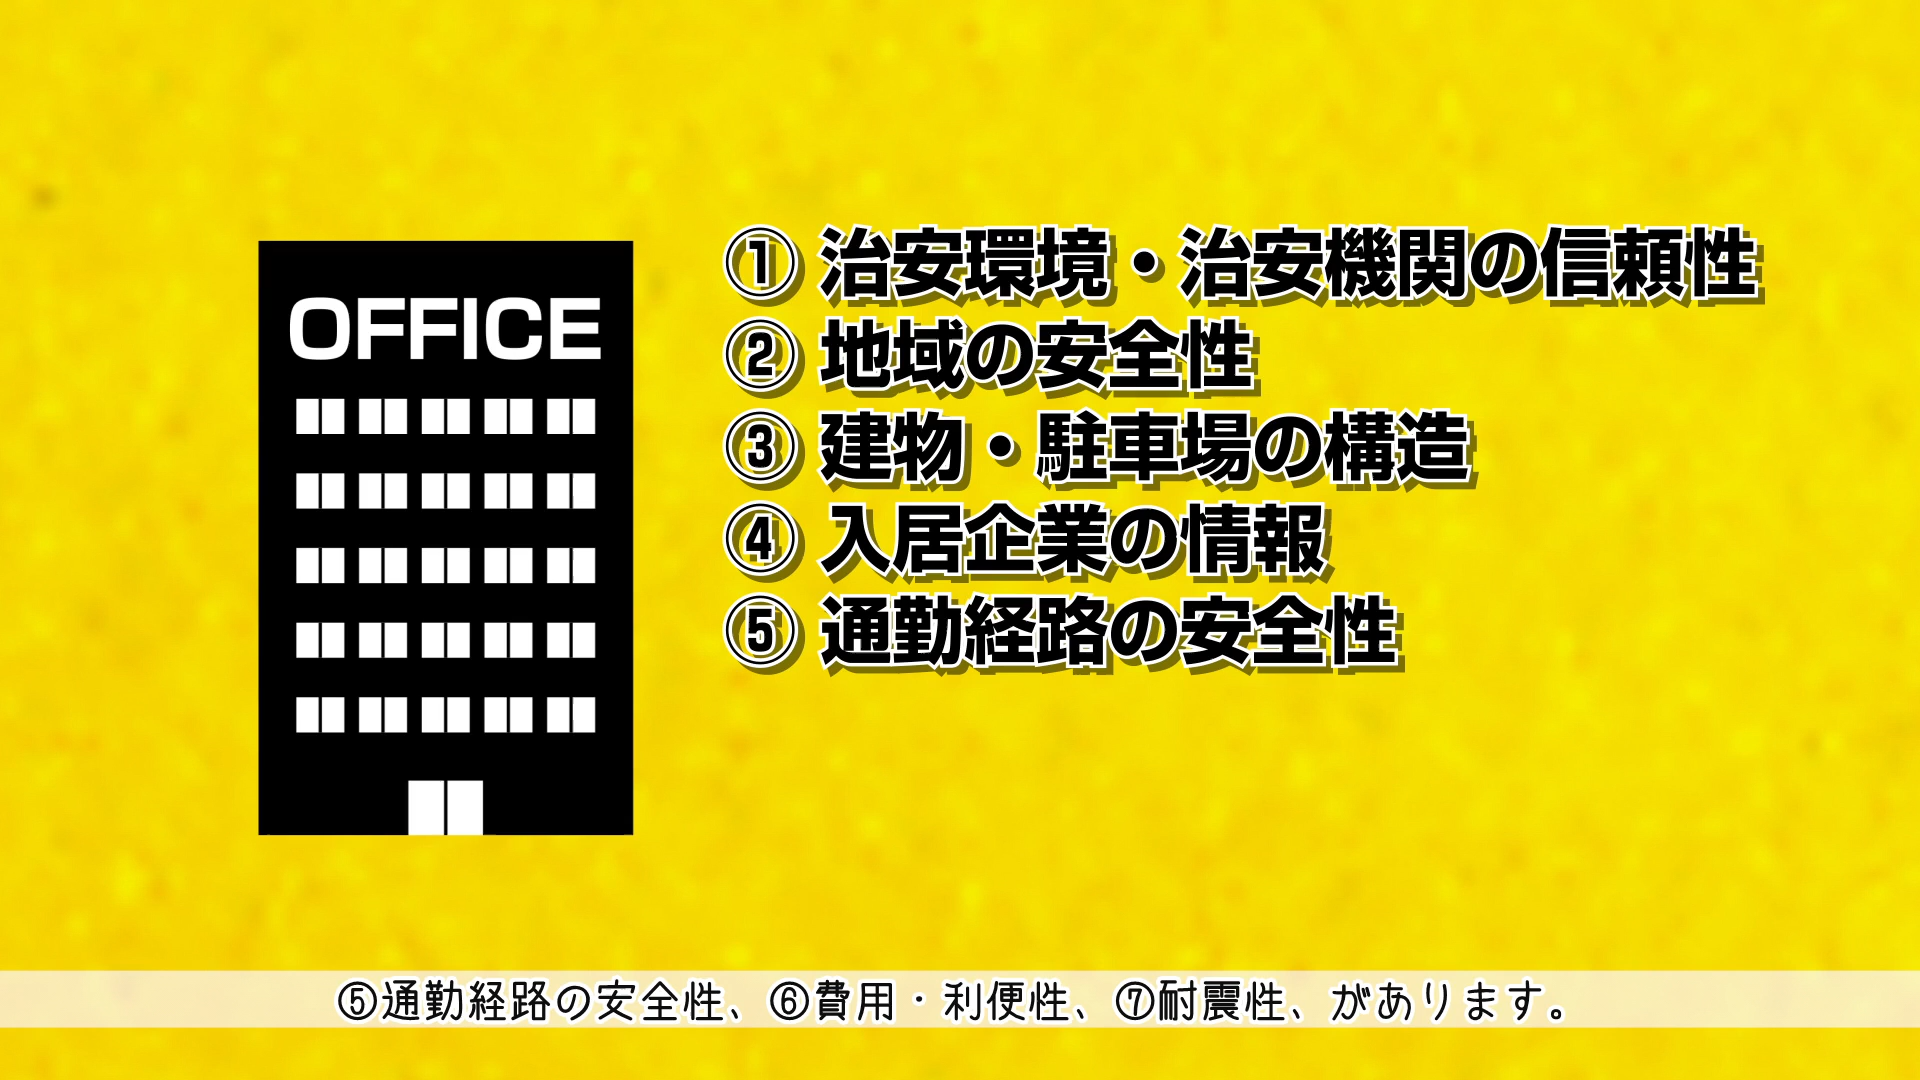 OFFICE
① 治安環境・治安機関の信頼性
② 地域の安全性
③ 建物・駐車場の構造
④ 入居企業の情報
⑤ 通勤経路の安全性
⑤通勤経路の安全性、⑥費用・利便性、⑦耐震性、があります。